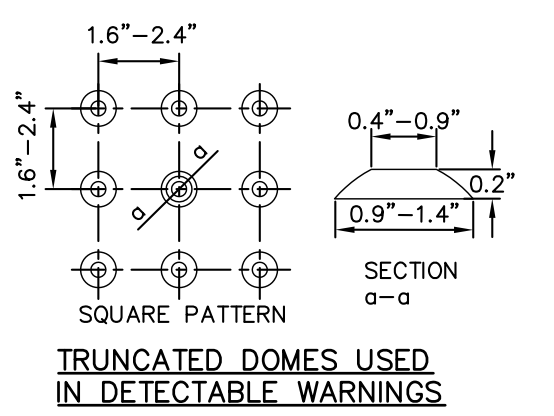 1.6"-2.4"
1.6"-2.4"
a
a
SQUARE PATTERN
0.4"-0.9"
0.2"
0.9"-1.4"
SECTION
a-a
TRUNCATED DOMES USED
IN DETECTABLE WARNINGS